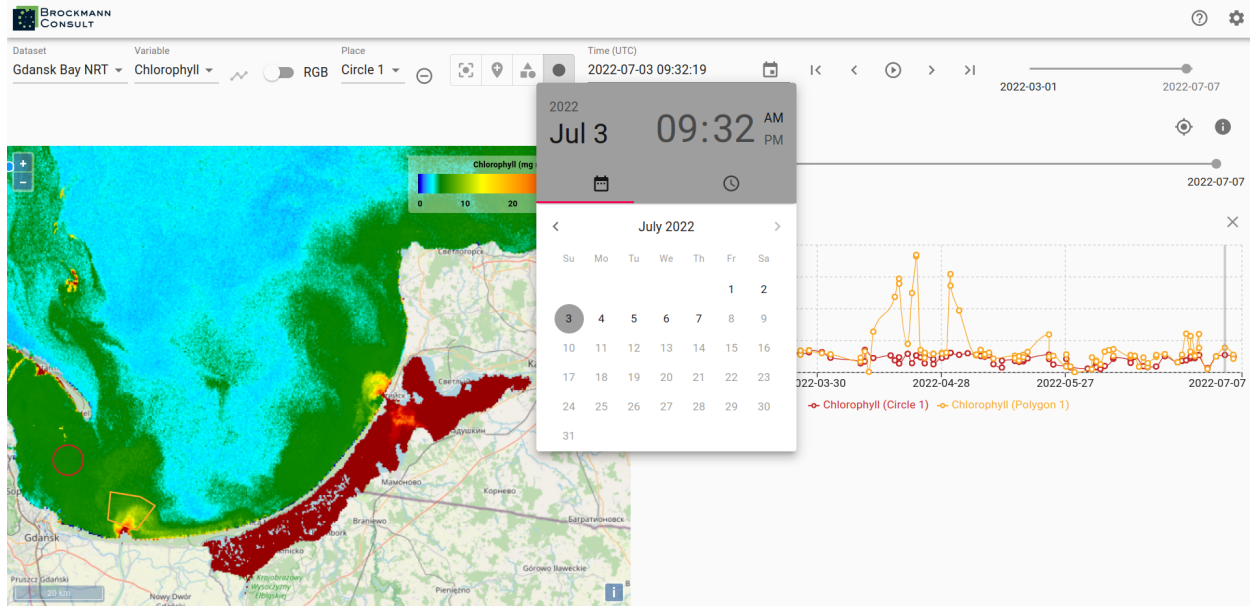 BROCKMANN
CONSULT
Dataset
Variable
Place
Time (UTC)
Gdansk Bay NRT
Chlorophyll
RGB
Circle 1
2022-07-03 09:32:19
2022-03-01
2022-07-07
2022
Jul 3
09:32
AM
PM
2022-07-07
+
−
Chlorophyll (mg
0 10 20
July 2022
Su Mo Tu We Th Fr Sa
1 2
3 4 5 6 7 8 9
10 11 12 13 14 15 16
17 18 19 20 21 22 23
24 25 26 27 28 29 30
31
Светлогорск
Мамоново
Корнево
Багратионовск
Gdańsk
Braniewo
Górowo Iławeckie
Pruszcz Gdański
20 km
Nowy Dwór
Gdański
Krajobrazowy
Wysoczyzny
Elbląskiej
Pieniężno
i
022-03-30
2022-04-28
2022-05-27
2022-07-07
Chlorophyll (Circle 1)
Chlorophyll (Polygon 1)